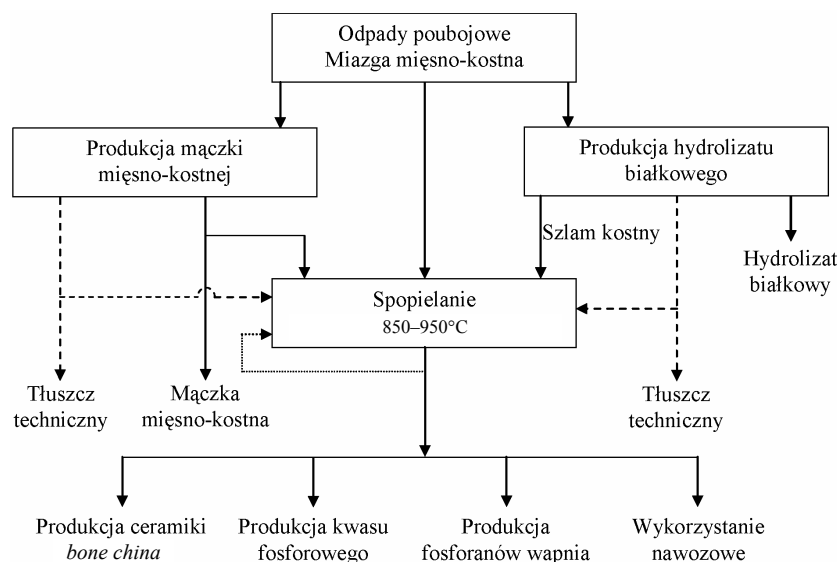 Odpady poubojowe
Miazga mięsno-kostna
Produkcja mączki
mięsno-kostnej
Produkcja hydrolizatu
białkowego
Szlam kostny
Hydrolizat
białkowy
Spopielanie
850–950°C
Tłuszcz
techniczny
Mączka
mięsno-kostna
Tłuszcz
techniczny
Produkcja ceramiki
bone china
Produkcja kwasu
fosforowego
Produkcja
fosforanów wapnia
Wykorzystanie
nawozowe